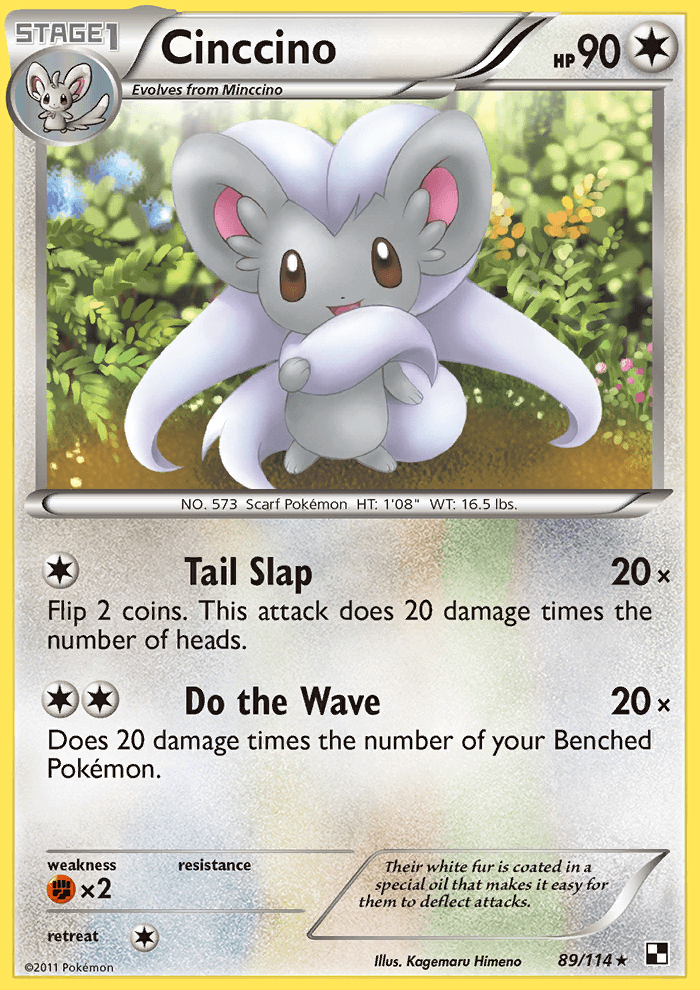 STAGE1
Cinccino
HP 90
Evolves from Minccino
NO. 573 Scarf Pokémon HT: 1'08" WT: 16.5 lbs.
Tail Slap 20×
Flip 2 coins. This attack does 20 damage times the
number of heads.
Do the Wave 20×
Does 20 damage times the number of your Benched
Pokémon.
weakness resistance
×2
Their white fur is coated in a
special oil that makes it easy for
them to deflect attacks.
retreat
©2011 Pokémon
Illus. Kagemaru Himeno
89/114 ★